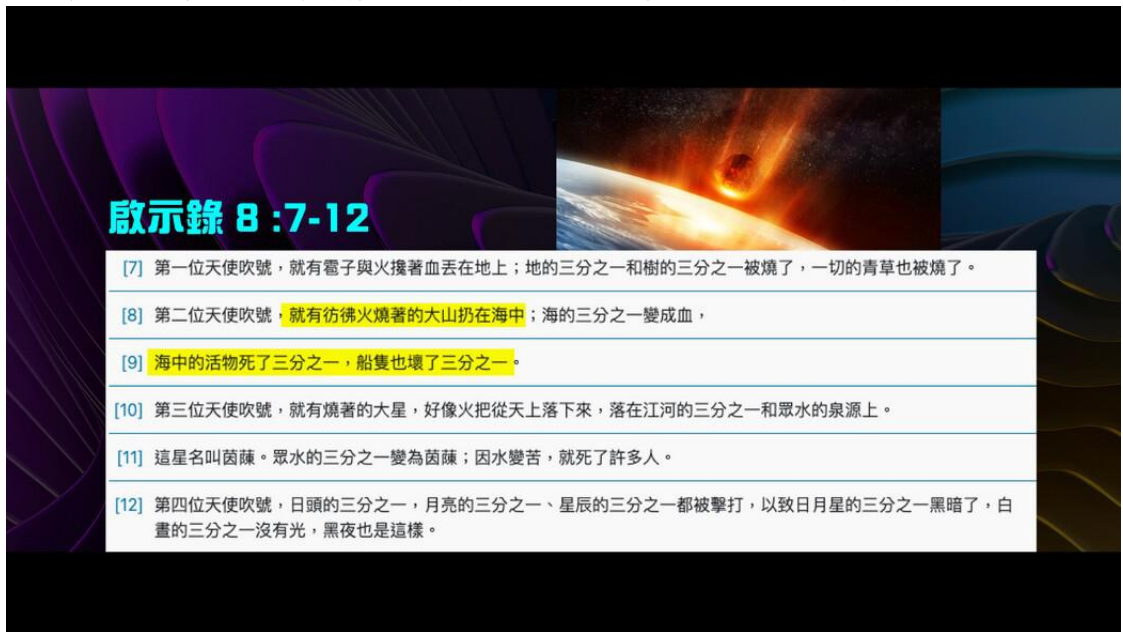 啟示錄 8 :7-12
[7] 第一位天使吹號，就有雹子與火攙著血丟在地上；地的三分之一和樹的三分之一被燒了，一切的青草也被燒了。
[8] 第二位天使吹號，就有彷彿火燒著的大山扔在海中；海的三分之一變成血，
[9] 海中的活物死了三分之一，船隻也壞了三分之一。
[10] 第三位天使吹號，就有燒著的大星，好像火把從天上落下來，落在江河的三分之一和眾水的泉源上。
[11] 這星名叫茵蔯。眾水的三分之一變為茵蔯；因水變苦，就死了許多人。
[12] 第四位天使吹號，日頭的三分之一，月亮的三分之一、星辰的三分之一都被擊打，以致日月星的三分之一黑暗了，白
晝的三分之一沒有光，黑夜也是這樣。